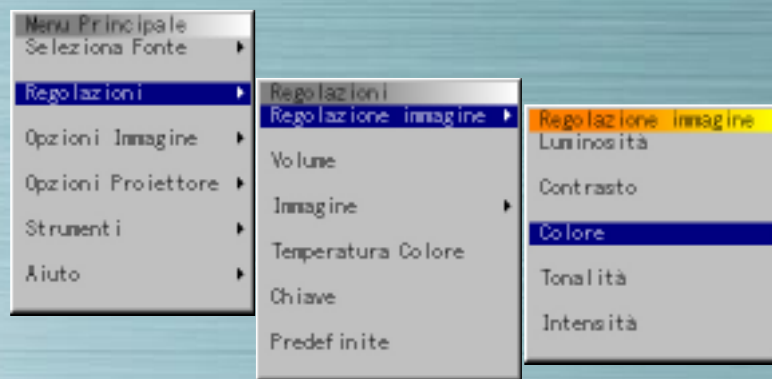 Menu Principale
Seleziona Fonte
Regolazioni
Opzioni Immagine
Opzioni Proiettore
Strumenti
Aiuto
Regolazioni
Regolazione immagine
Volume
Immagine
Temperatura Colore
Chiave
Predefinite
Regolazione immagine
Luminosità
Contrasto
Colore
Tonalità
Intensità